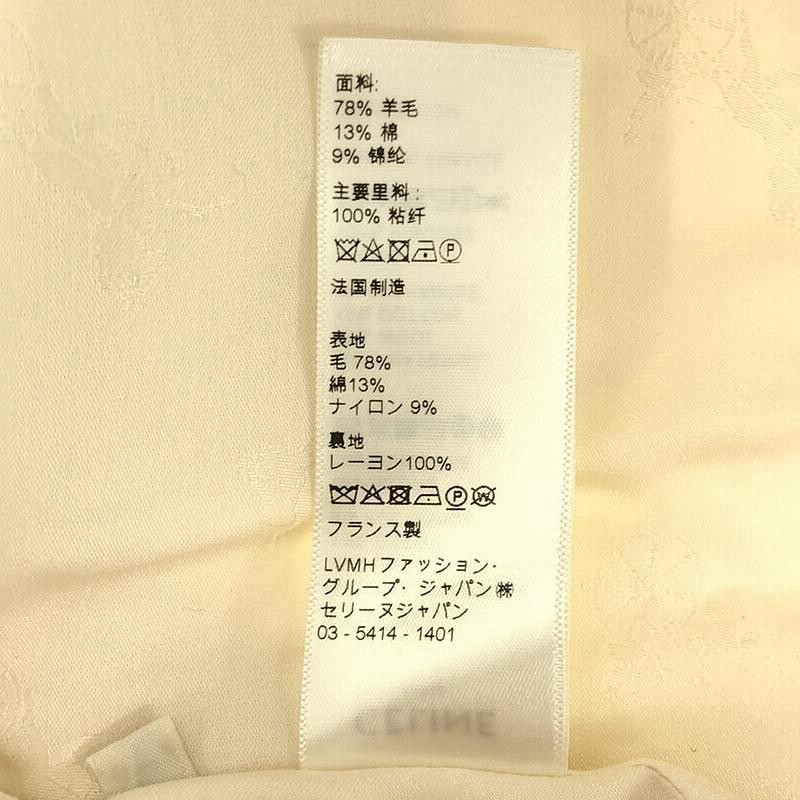 面料:
78% 羊毛
13% 棉
9% 锦纶
主要里料:
100% 粘纤
P
法国制造
表地
毛 78%
綿13%
ナイロン 9%
裏地
レーヨン100%
P W
フランス製
LVMHファッション・
グループ・ジャパン㈱
セリーヌジャパン
03 - 5414 - 1401
CELINE